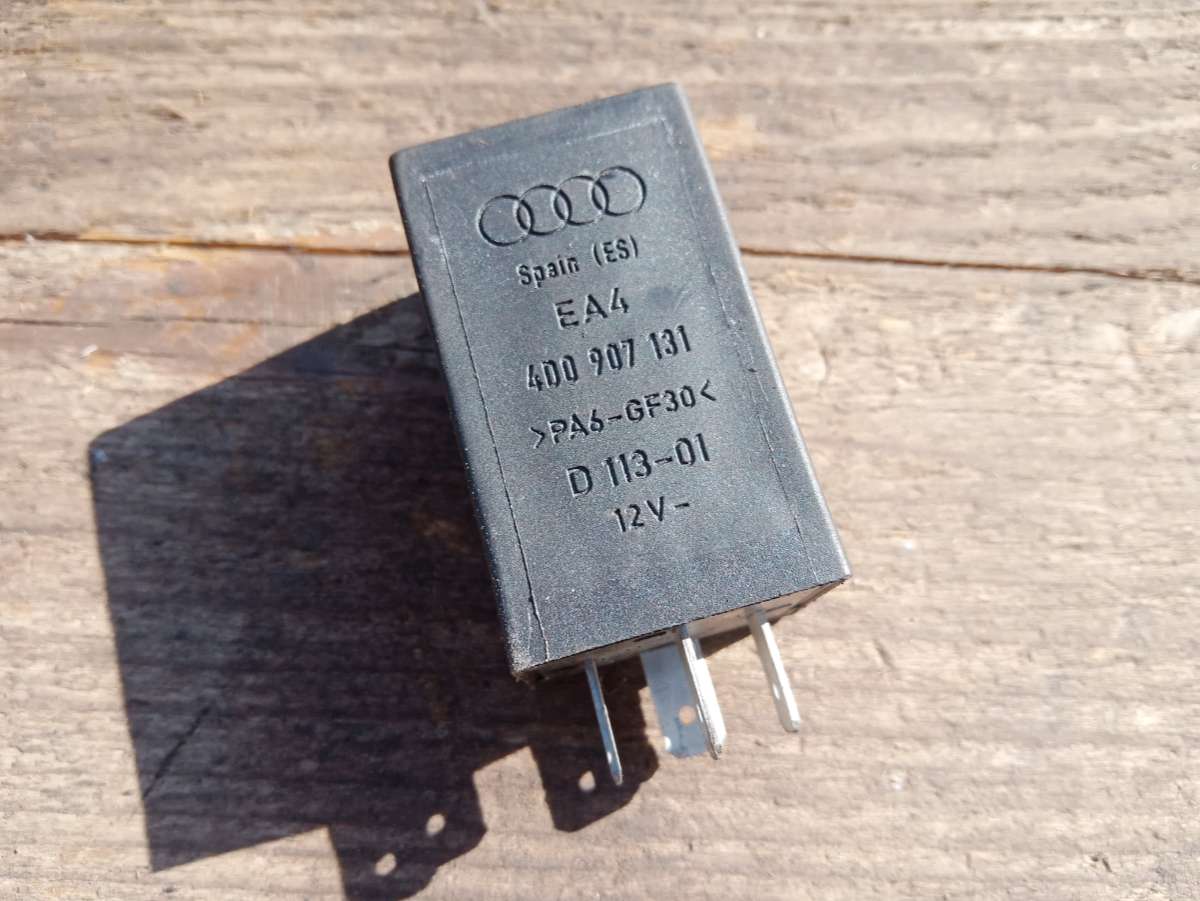 Spain (ES)
EA4
4D0 907 131
>PA6-GF30<
D 113-01
12V-